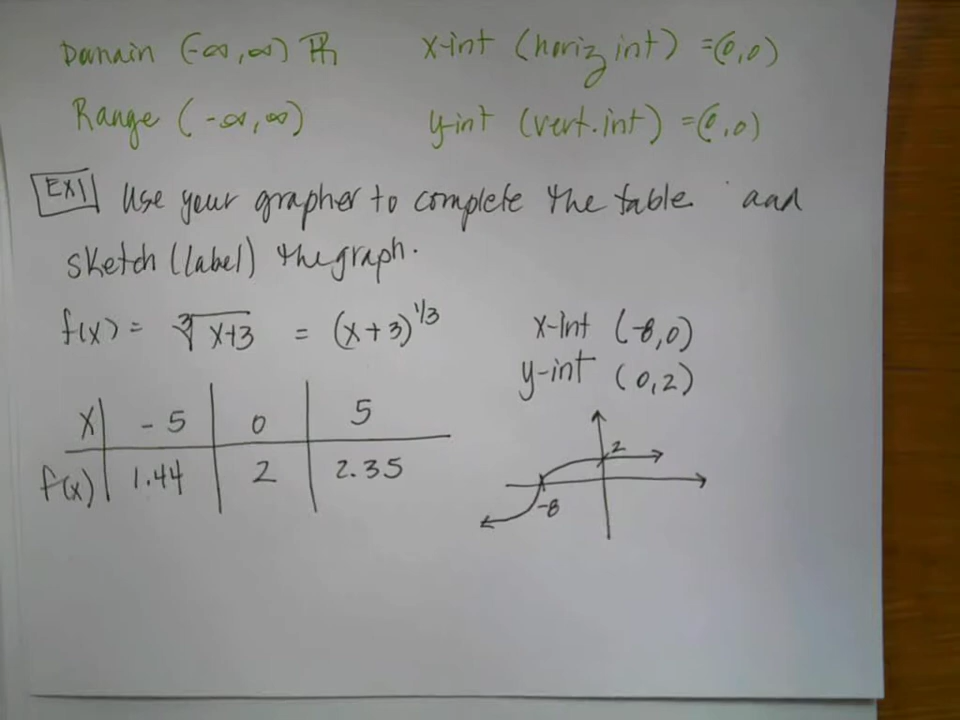 Domain (-∞,∞) ℝ x-int (horiz int) =(0,0)
Range (-∞,∞) y-int (vert. int) =(0,0)
EX1 Use your grapher to complete the table and
sketch (label) the graph.
f(x) = ∛(x+3) = (x+3)^1/3
x-int (-8,0)
y-int (0,2)
x | -5 | 0 | 5
f(x) | 1.44 | 2 | 2.35
2
-8